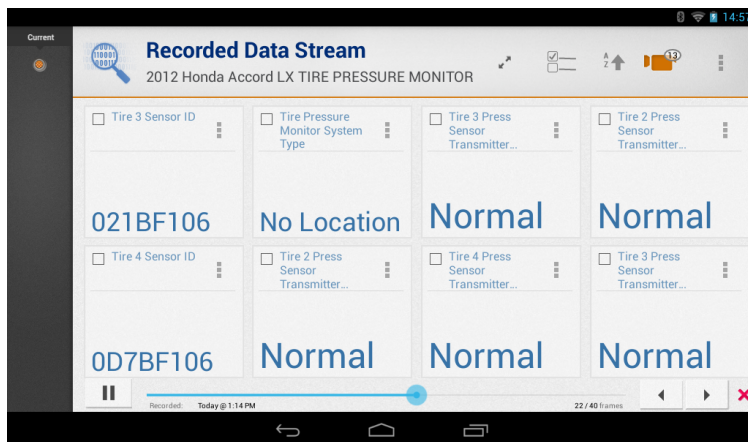 14:57
Current
Recorded Data Stream
2012 Honda Accord LX TIRE PRESSURE MONITOR
A
Z
13
Tire 3 Sensor ID
021BF106
Tire Pressure
Monitor System
Type
No Location
Tire 3 Press
Sensor
Transmitter...
Normal
Tire 2 Press
Sensor
Transmitter...
Normal
Tire 4 Sensor ID
0D7BF106
Tire 2 Press
Sensor
Transmitter...
Normal
Tire 4 Press
Sensor
Transmitter...
Normal
Tire 3 Press
Sensor
Transmitter...
Normal
Recorded: Today @ 1:14 PM
22 / 40 frames